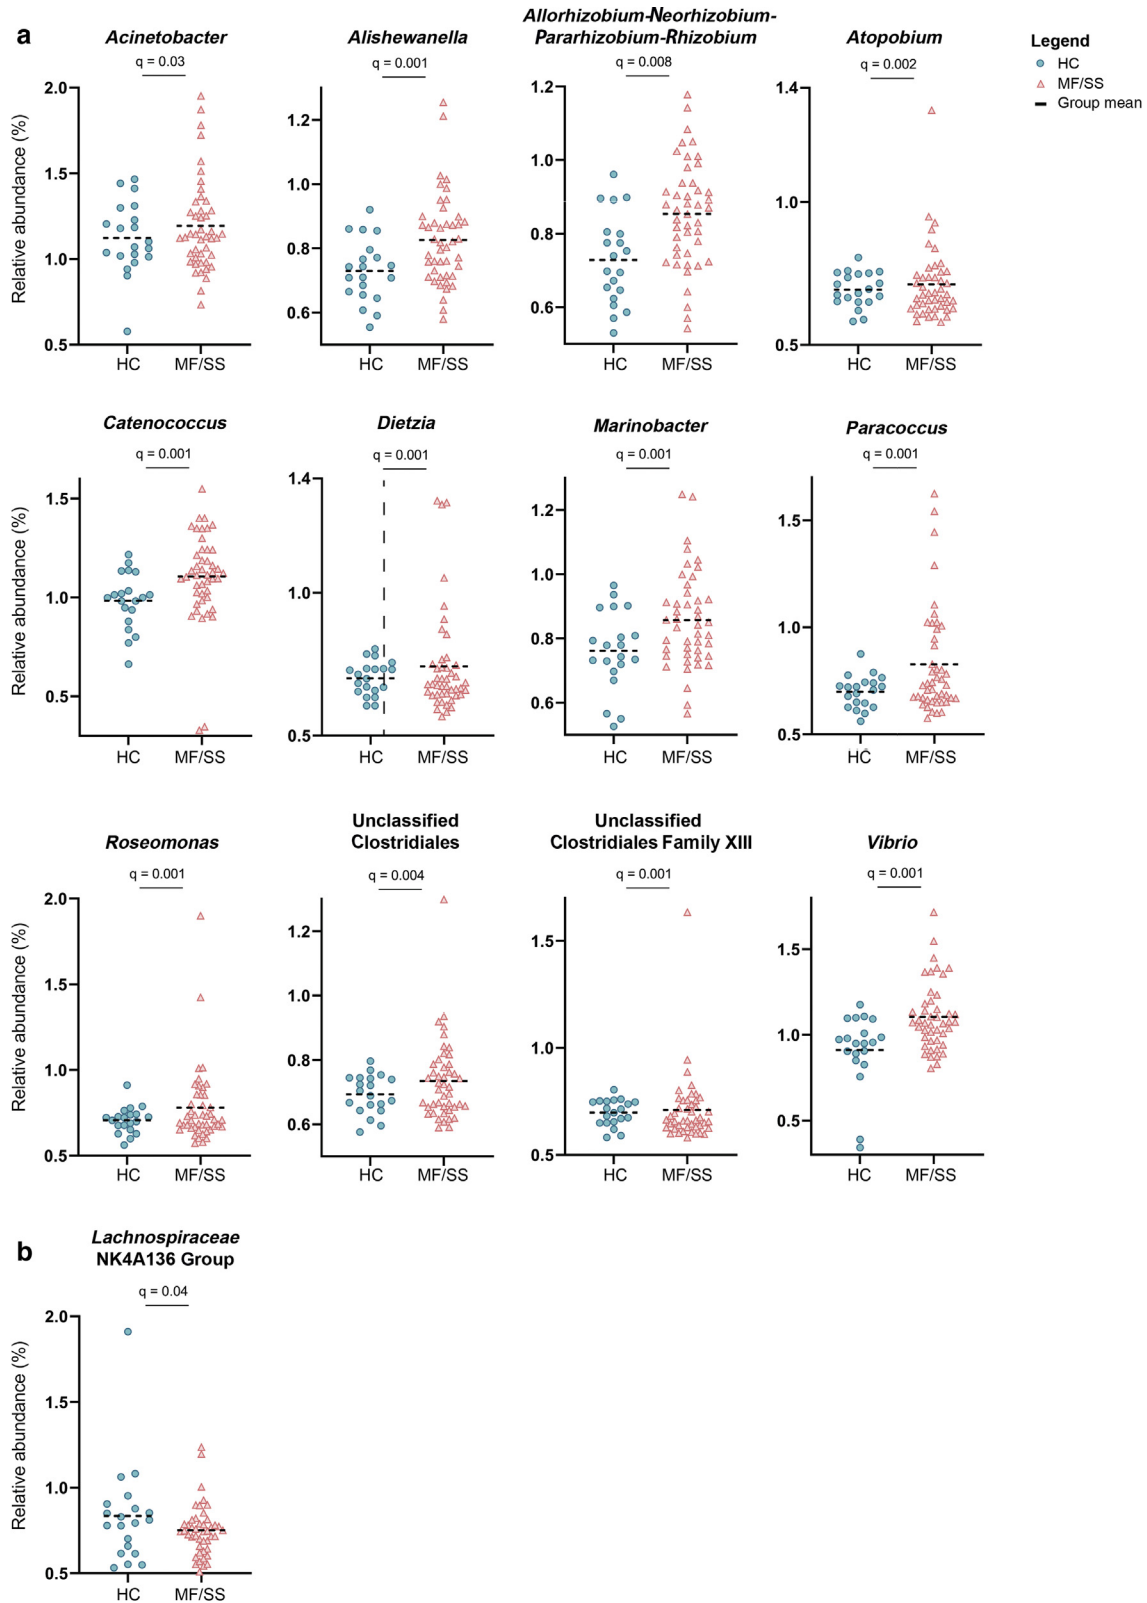 a
Acinetobacter
q = 0.03
Relative abundance (%)
2.0
1.5
1.0
0.5
HC
MF/SS
Alishewanella
q = 0.001
1.2
1.0
0.8
0.6
HC
MF/SS
Allorhizobium-Neorhizobium-
Pararhizobium-Rhizobium
q = 0.008
1.2
1.0
0.8
0.6
HC
MF/SS
Atopobium
q = 0.002
1.4
1.0
0.5
HC
MF/SS
Legend
HC
MF/SS
Group mean
Catenococcus
q = 0.001
Relative abundance (%)
1.5
1.0
0.5
HC
MF/SS
Dietzia
q = 0.001
1.4
1.0
0.5
HC
MF/SS
Marinobacter
q = 0.001
1.2
1.0
0.8
0.6
HC
MF/SS
Paracoccus
q = 0.001
1.5
1.0
0.5
HC
MF/SS
Roseomonas
q = 0.001
Relative abundance (%)
2.0
1.5
1.0
0.5
HC
MF/SS
Unclassified
Clostridiales
q = 0.004
1.2
1.0
0.8
0.6
HC
MF/SS
Unclassified
Clostridiales Family XIII
q = 0.001
1.5
1.0
0.5
HC
MF/SS
Vibrio
q = 0.001
1.5
1.0
0.5
HC
MF/SS
b
Lachnospiraceae
NK4A136 Group
q = 0.04
Relative abundance (%)
2.0
1.5
1.0
0.5
HC
MF/SS